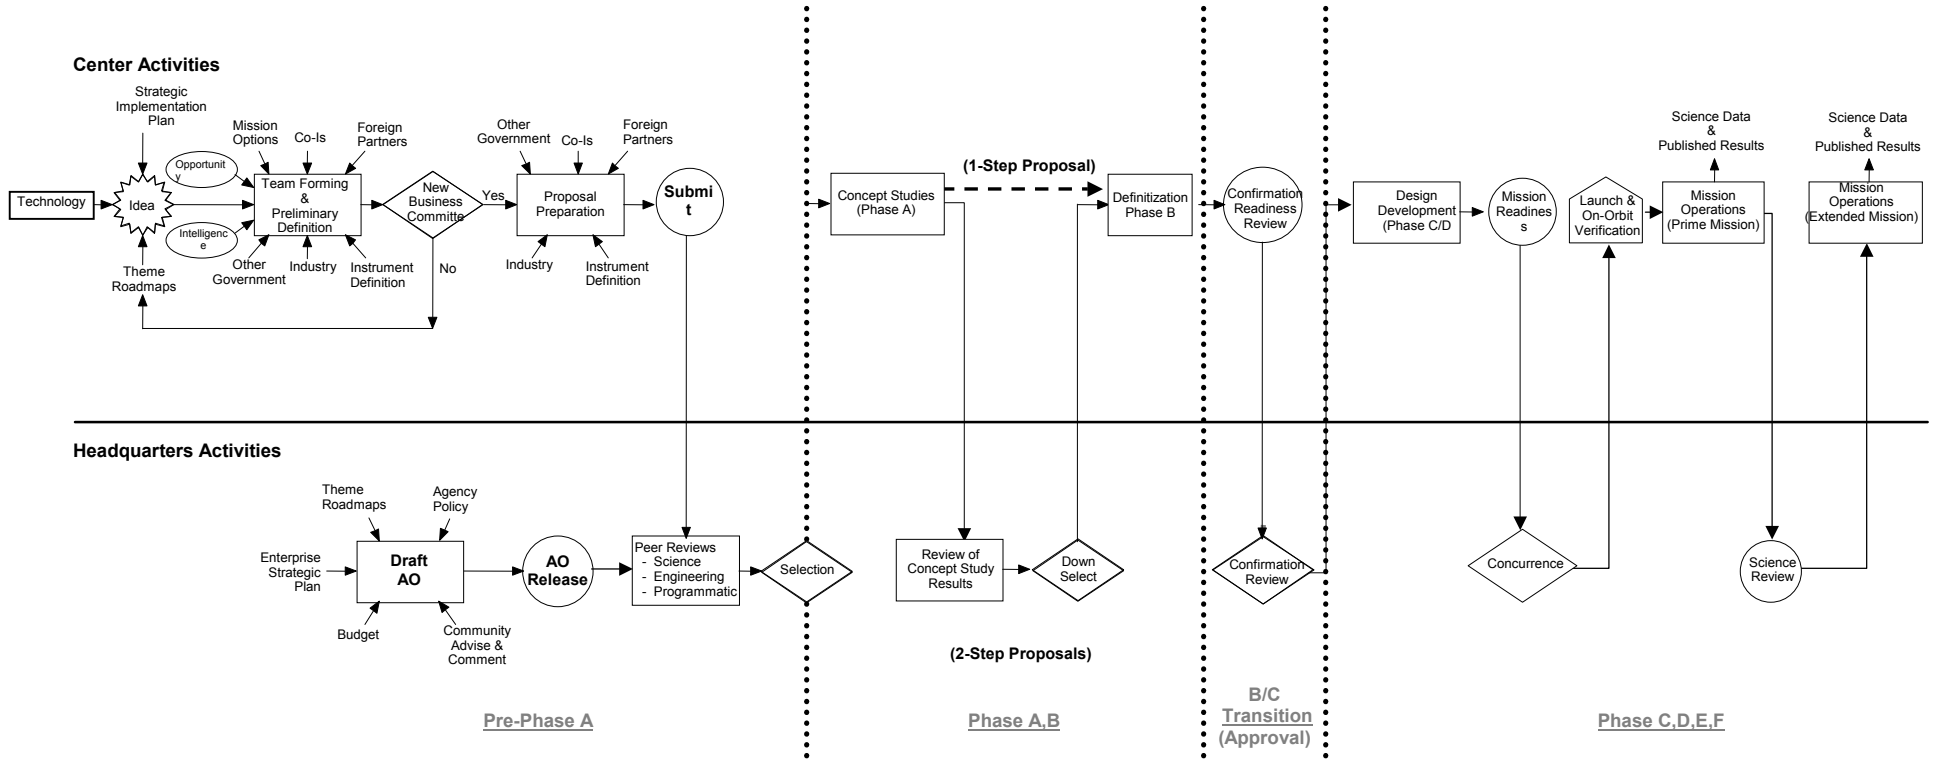 Center Activities
Strategic
Implementation
Plan
Technology
Idea
Theme
Roadmaps
Opportunit
y
Intelligenc
e
Mission
Options
Co-Is
Foreign
Partners
Team Forming
&
Preliminary
Definition
Other
Government
Industry
Instrument
Definition
New
Business
Committe
Yes
No
Other
Government
Co-Is
Foreign
Partners
Proposal
Preparation
Industry
Instrument
Definition
Submi
t
Concept Studies
(Phase A)
(1-Step Proposal)
Definitization
Phase B
Confirmation
Readiness
Review
Design
Development
(Phase C/D
Mission
Readines
s
Launch &
On-Orbit
Verification
Science Data
&
Published Results
Mission
Operations
(Prime Mission)
Science Data
&
Published Results
Mission
Operations
(Extended Mission)
Headquarters Activities
Theme
Roadmaps
Agency
Policy
Enterprise
Strategic
Plan
Draft
AO
Budget
Community
Advise &
Comment
AO
Release
Peer Reviews
- Science
- Engineering
- Programmatic
Selection
Review of
Concept Study
Results
Down
Select
(2-Step Proposals)
Confirmation
Review
Concurrence
Science
Review
Pre-Phase A
Phase A,B
B/C
Transition
(Approval)
Phase C,D,E,F